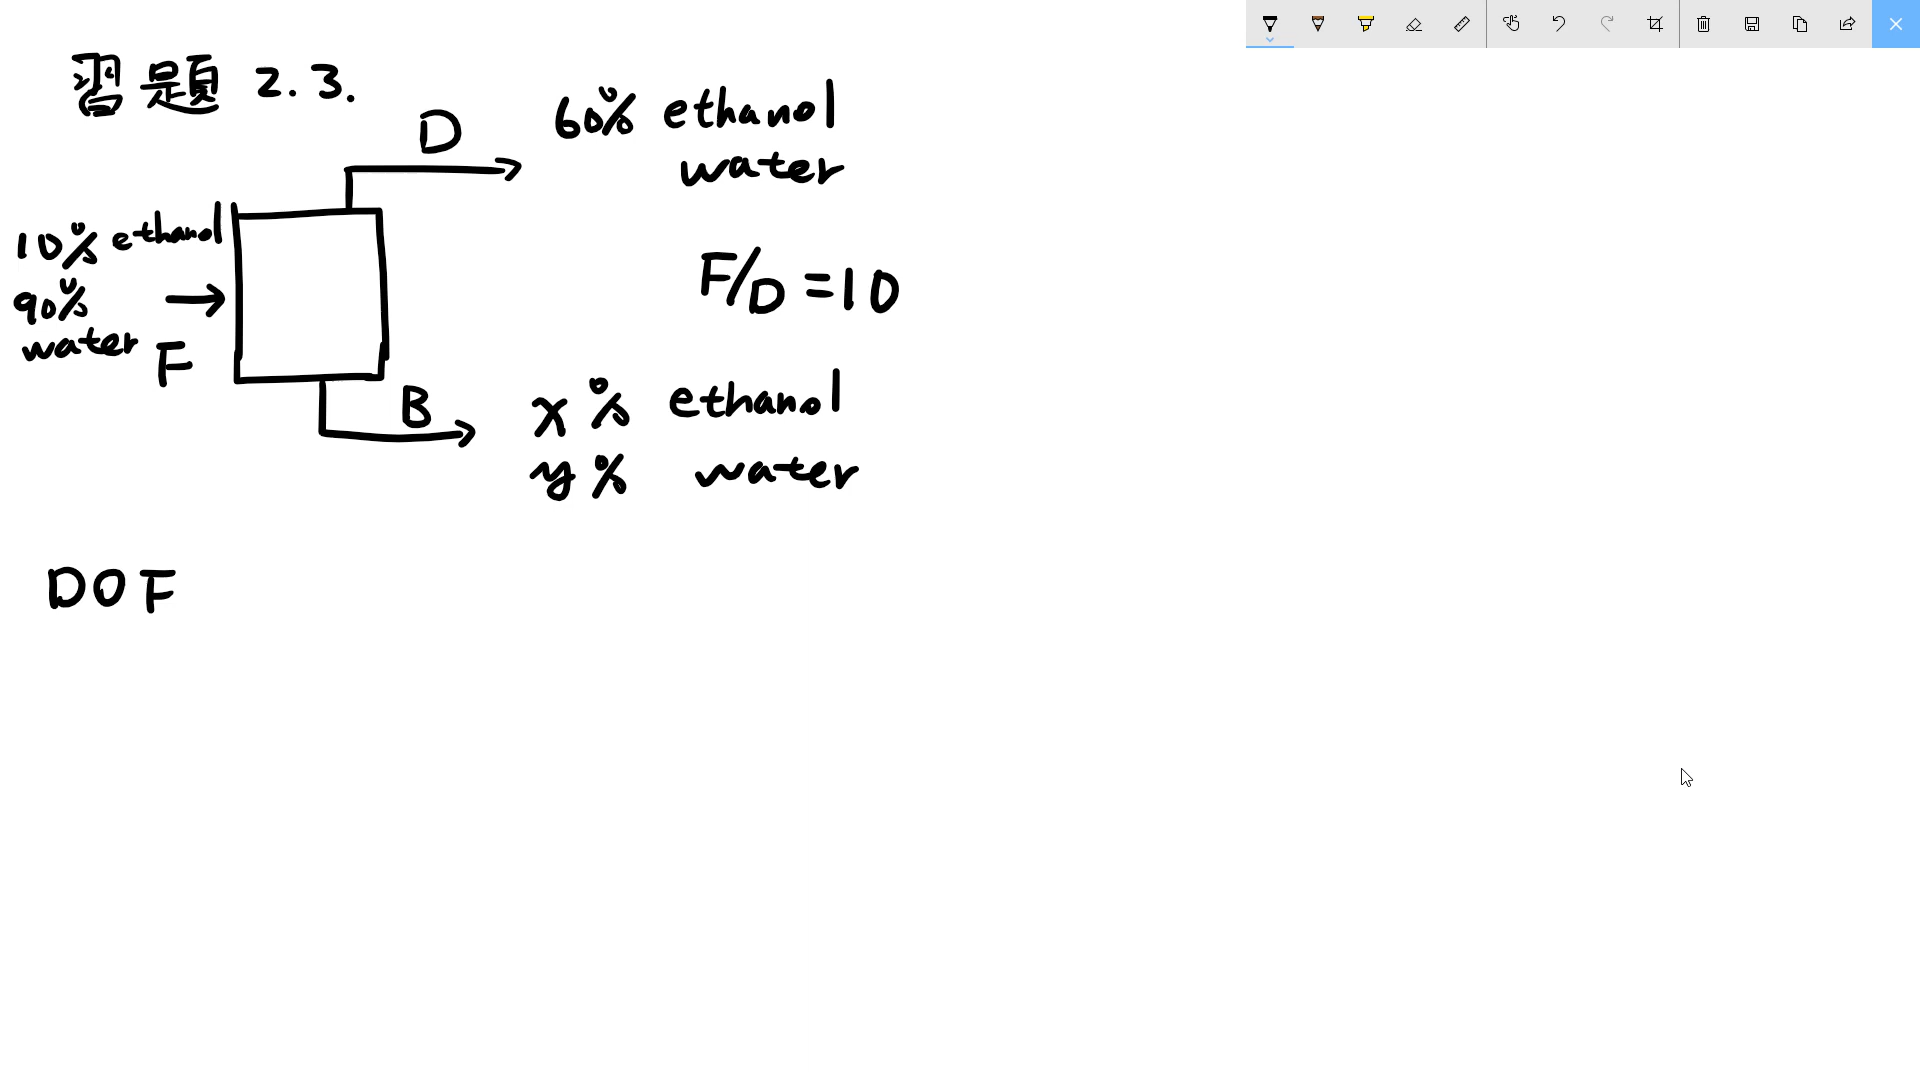 習題 2.3.
D
60% ethanol
water
10% ethanol
90%
water
F
F/D = 10
B
x % ethanol
y % water
DOF